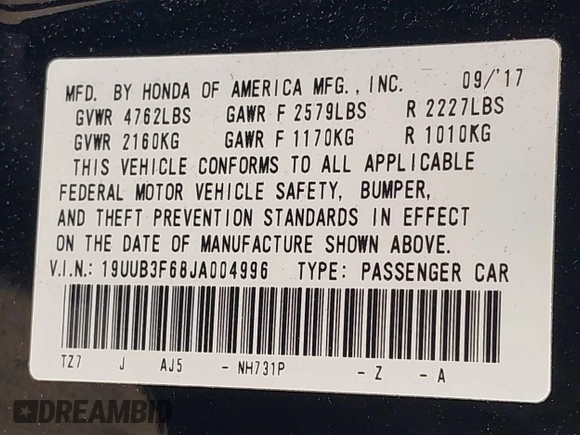 MFD. BY HONDA OF AMERICA MFG., INC. 09/'17
GVWR 4762LBS GAWR F 2579LBS R 2227LBS
GVWR 2160KG GAWR F 1170KG R 1010KG
THIS VEHICLE CONFORMS TO ALL APPLICABLE
FEDERAL MOTOR VEHICLE SAFETY, BUMPER,
AND THEFT PREVENTION STANDARDS IN EFFECT
ON THE DATE OF MANUFACTURE SHOWN ABOVE.
V.I.N.: 19UUB3F68JA004996 TYPE: PASSENGER CAR
TZ7 J AJ5 - NH731P - Z - A
DREAMBID